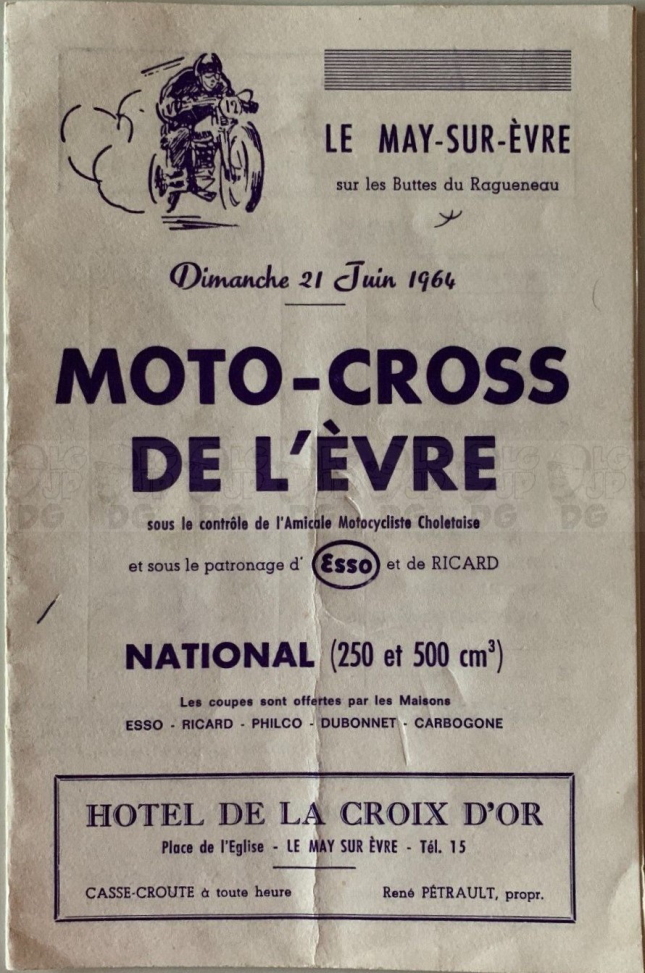 12
LE MAY-SUR-ÈVRE
sur les Buttes du Ragueneau
Dimanche 21 Juin 1964
MOTO-CROSS
DE L'ÈVRE
sous le contrôle de l'Amicale Motocycliste Choletaise
et sous le patronage d' Esso et de RICARD
NATIONAL (250 et 500 cm³)
Les coupes sont offertes par les Maisons
ESSO - RICARD - PHILCO - DUBONNET - CARBOGONE
HOTEL DE LA CROIX D'OR
Place de l'Eglise - LE MAY SUR ÈVRE - Tél. 15
CASSE-CROUTE à toute heure René PÉTRAULT, propr.